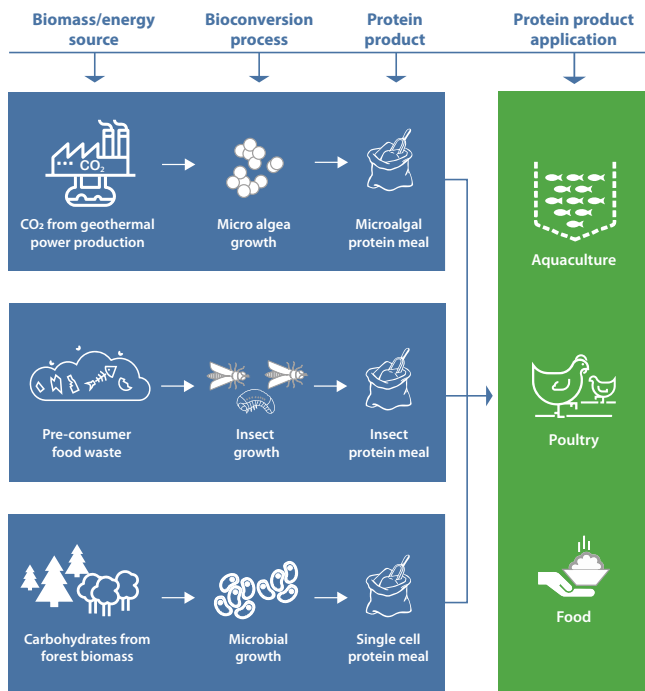 Biomass/energy
source
Bioconversion
process
Protein
product
Protein product
application
CO₂
CO₂ from geothermal
power production
Micro algea
growth
Microalgal
protein meal
Pre-consumer
food waste
Insect
growth
Insect
protein meal
Carbohydrates from
forest biomass
Microbial
growth
Single cell
protein meal
Aquaculture
Poultry
Food